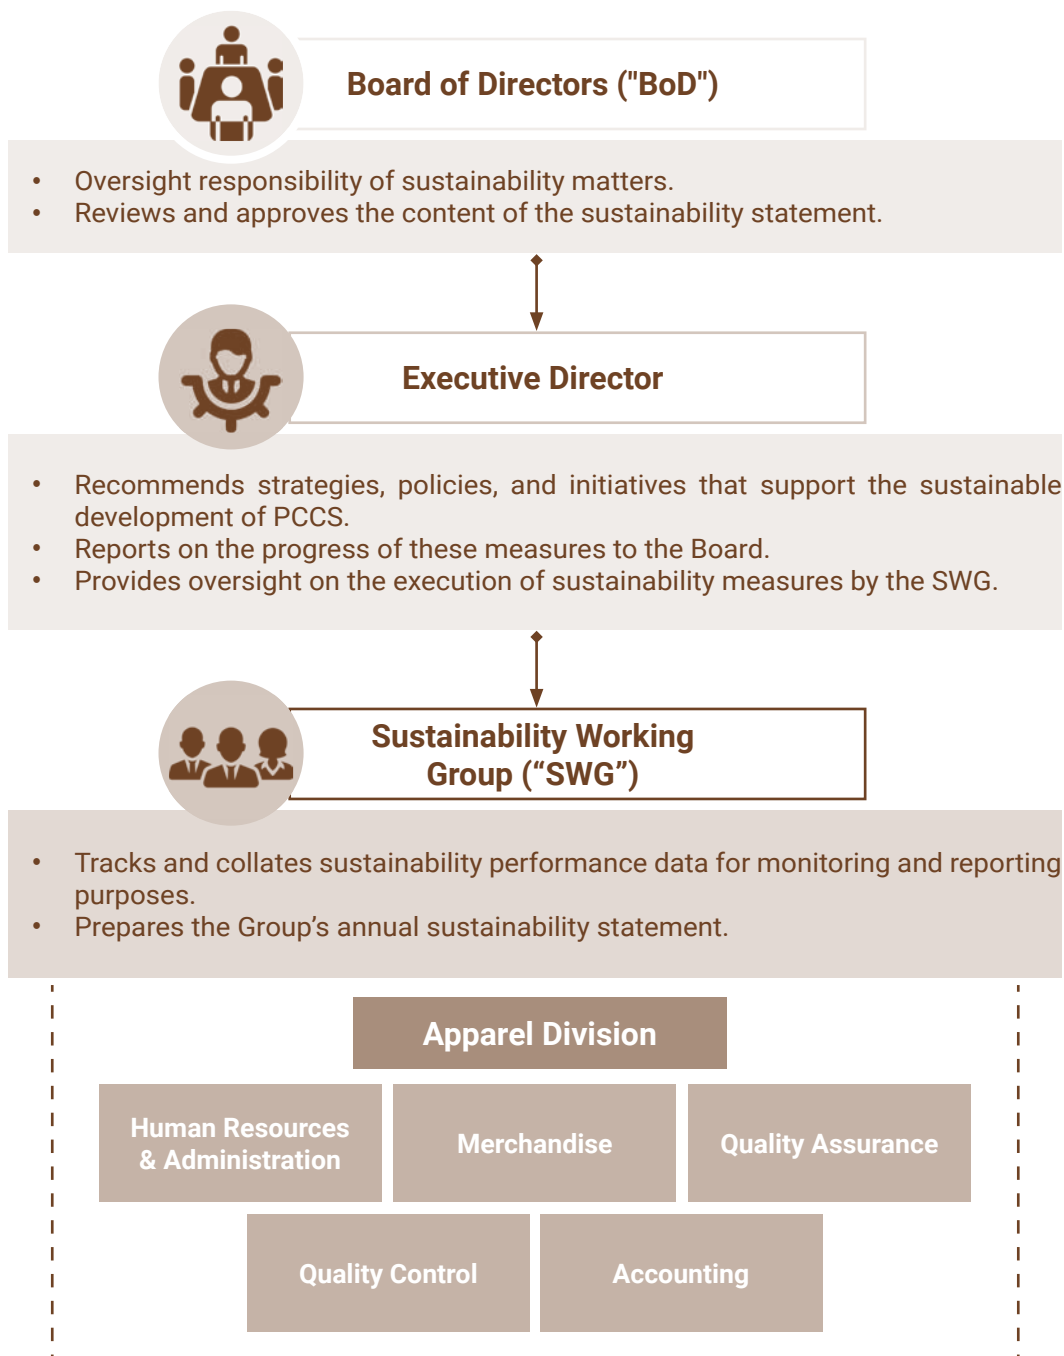 Board of Directors ("BoD")
• Oversight responsibility of sustainability matters.
• Reviews and approves the content of the sustainability statement.
Executive Director
• Recommends strategies, policies, and initiatives that support the sustainable
development of PCCS.
• Reports on the progress of these measures to the Board.
• Provides oversight on the execution of sustainability measures by the SWG.
Sustainability Working
Group (“SWG”)
• Tracks and collates sustainability performance data for monitoring and reporting
purposes.
• Prepares the Group’s annual sustainability statement.
Apparel Division
Human Resources
& Administration
Merchandise
Quality Assurance
Quality Control
Accounting